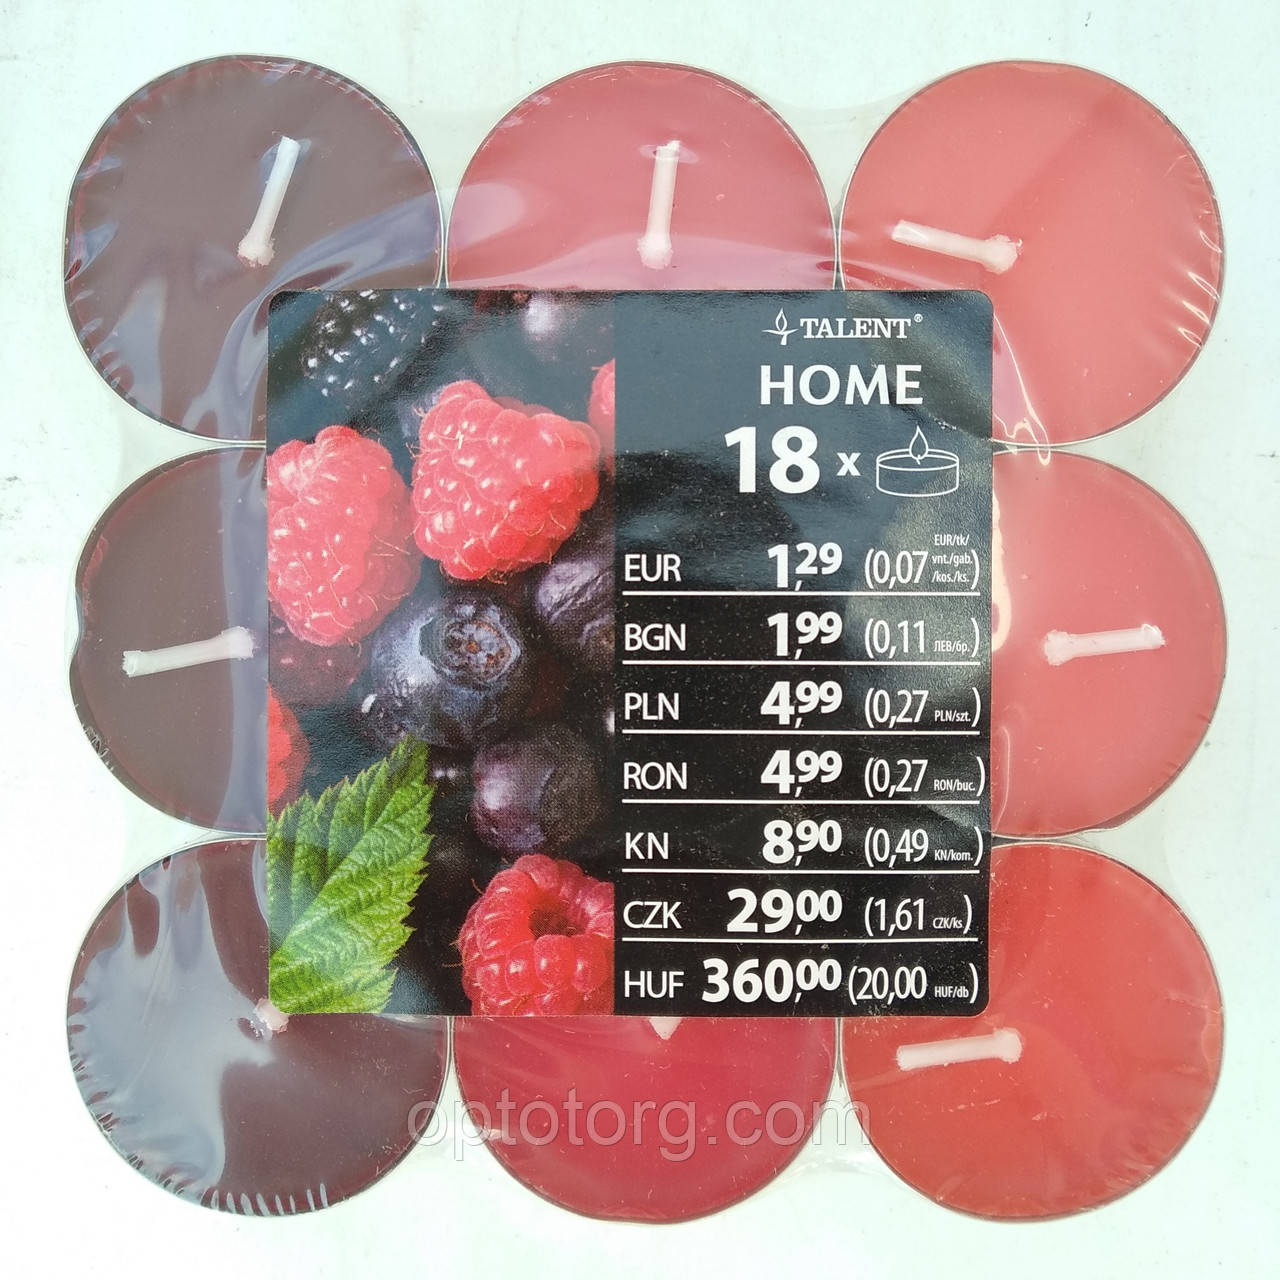 TALENT®
HOME
18 x
EUR 1,29 (0,07 EUR/tk/vnt./gab./kos./ks.)
BGN 1,99 (0,11 ЛЕВ/бр.)
PLN 4,99 (0,27 PLN/szt.)
RON 4,99 (0,27 RON/buc.)
KN 8,90 (0,49 KN/kom.)
CZK 29,00 (1,61 CZK/ks)
HUF 360,00 (20,00 HUF/db)
optotorg.com